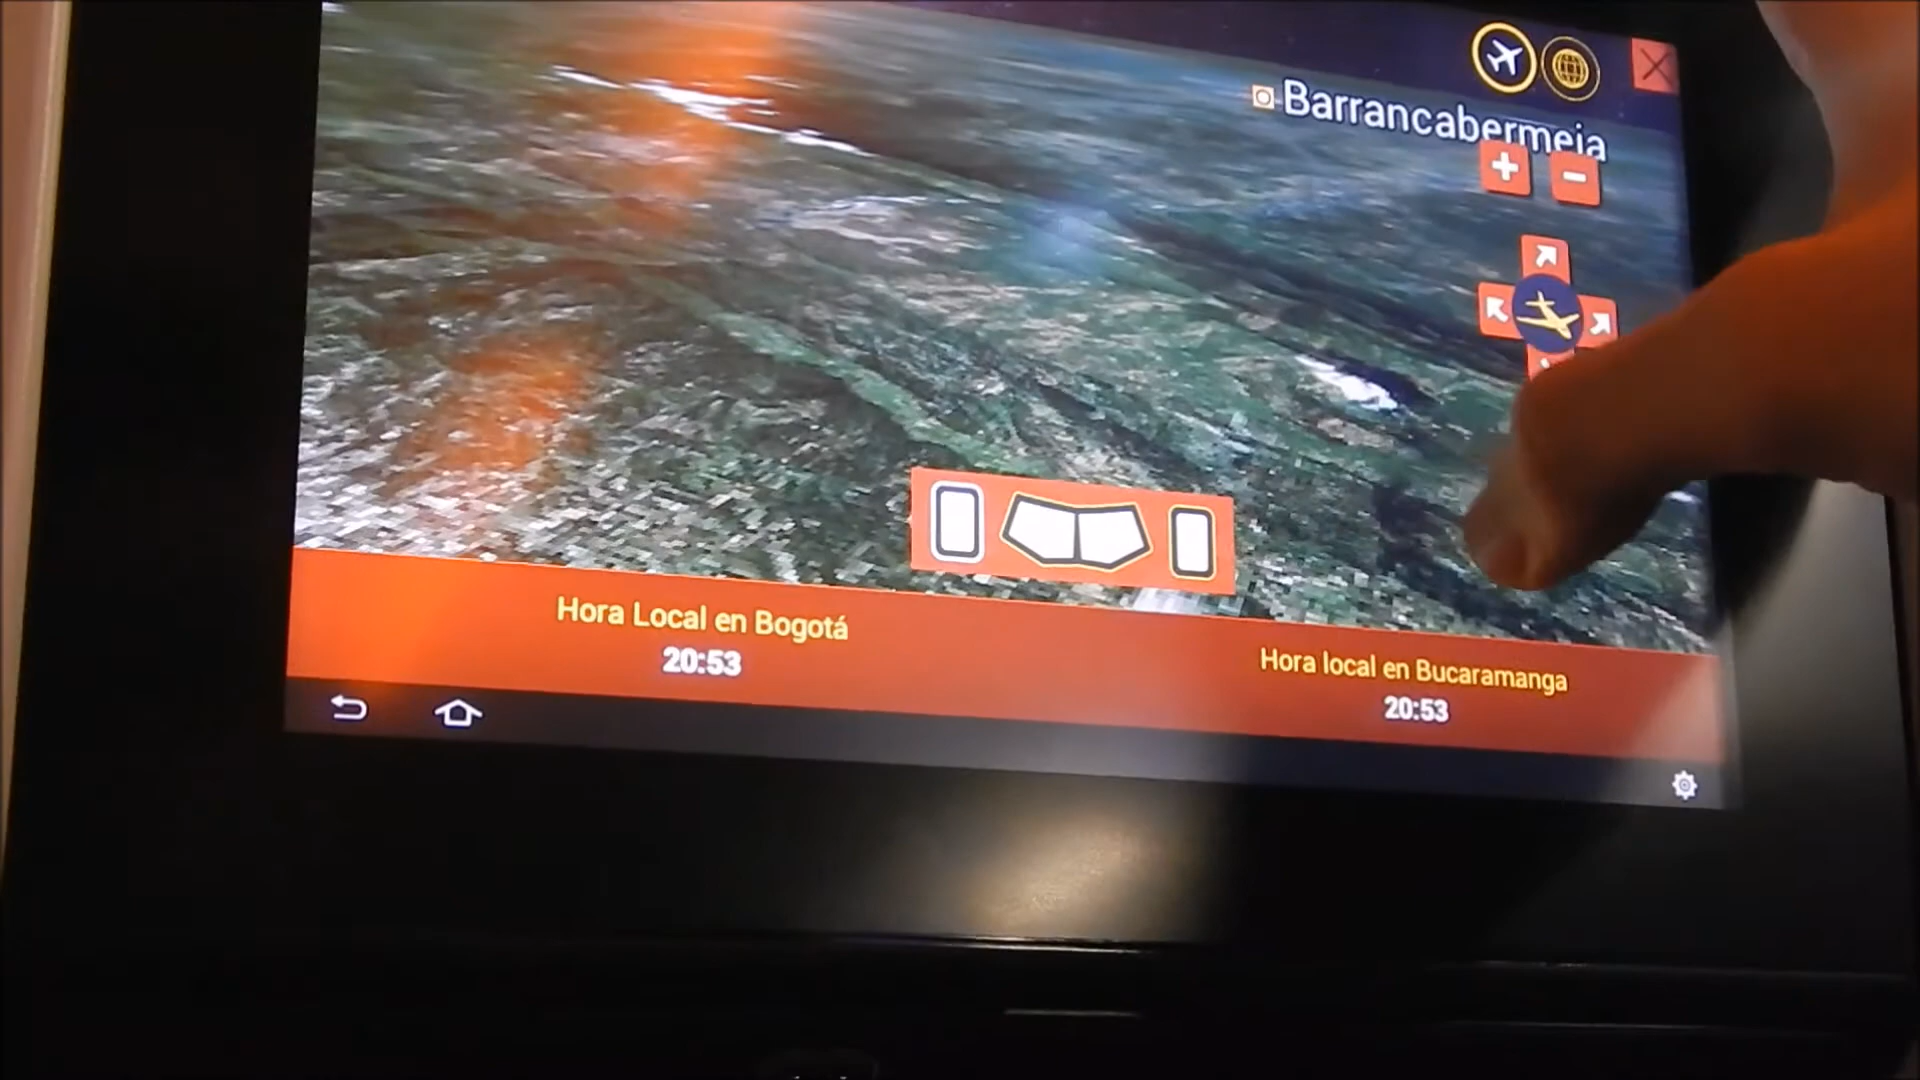 Barrancabermeja
Hora Local en Bogotá
20:53
Hora local en Bucaramanga
20:53